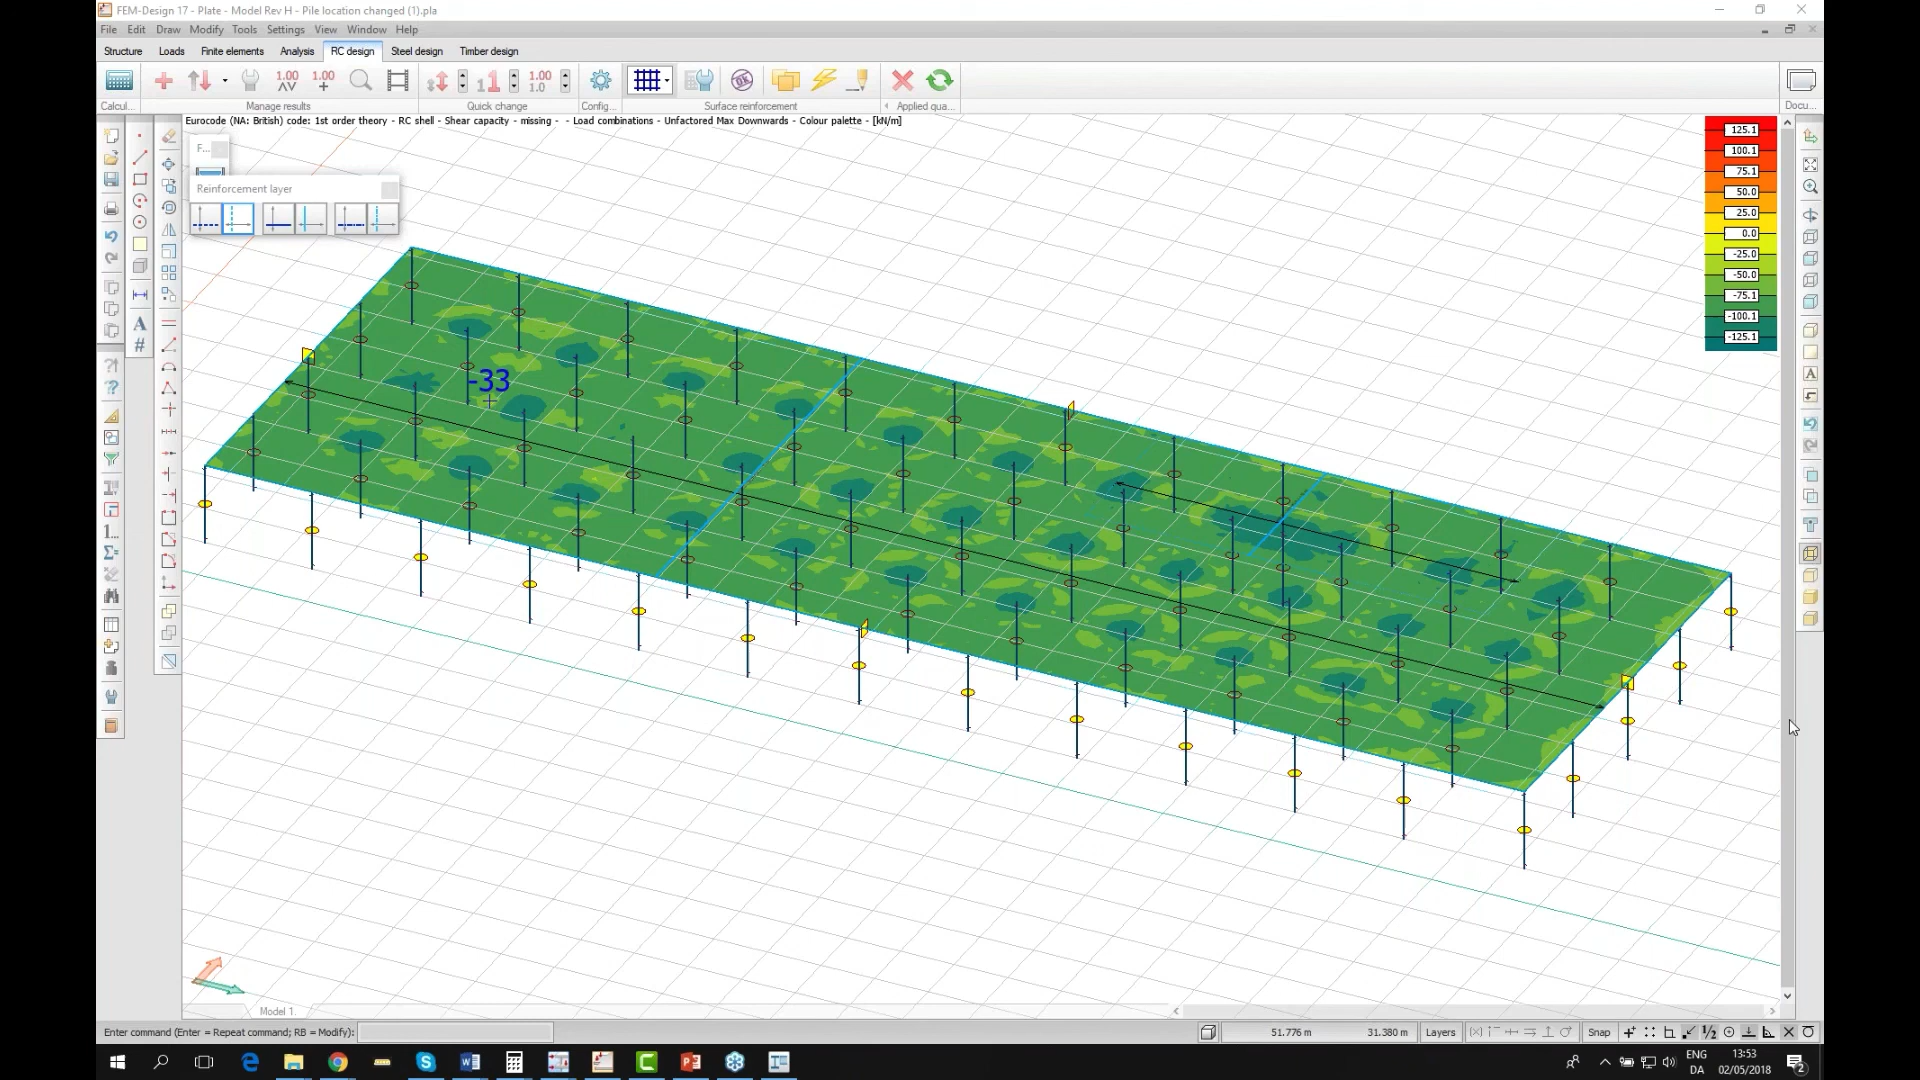 FEM-Design 17 - Plate - Model Rev H - Pile location changed (1).pla
File Edit Draw Modify Tools Settings View Window Help
Structure Loads Finite elements Analysis RC design Steel design Timber design
1.00 1.00 1 1.00 1.0 OK
Calcul... Manage results Quick change Config... Surface reinforcement Applied qua... Docu...
Eurocode (NA: British) code: 1st order theory - RC shell - Shear capacity - missing - - Load combinations - Unfactored Max Downwards - Colour palette - [kN/m]
F...
Reinforcement layer
125.1
100.1
75.1
50.0
25.0
0.0
-25.0
-50.0
-75.1
-100.1
-125.1
-33
Model 1.
Enter command (Enter = Repeat command; RB = Modify):
51.776 m 31.380 m Layers Snap
ENG 13:53
DA 02/05/2018
2